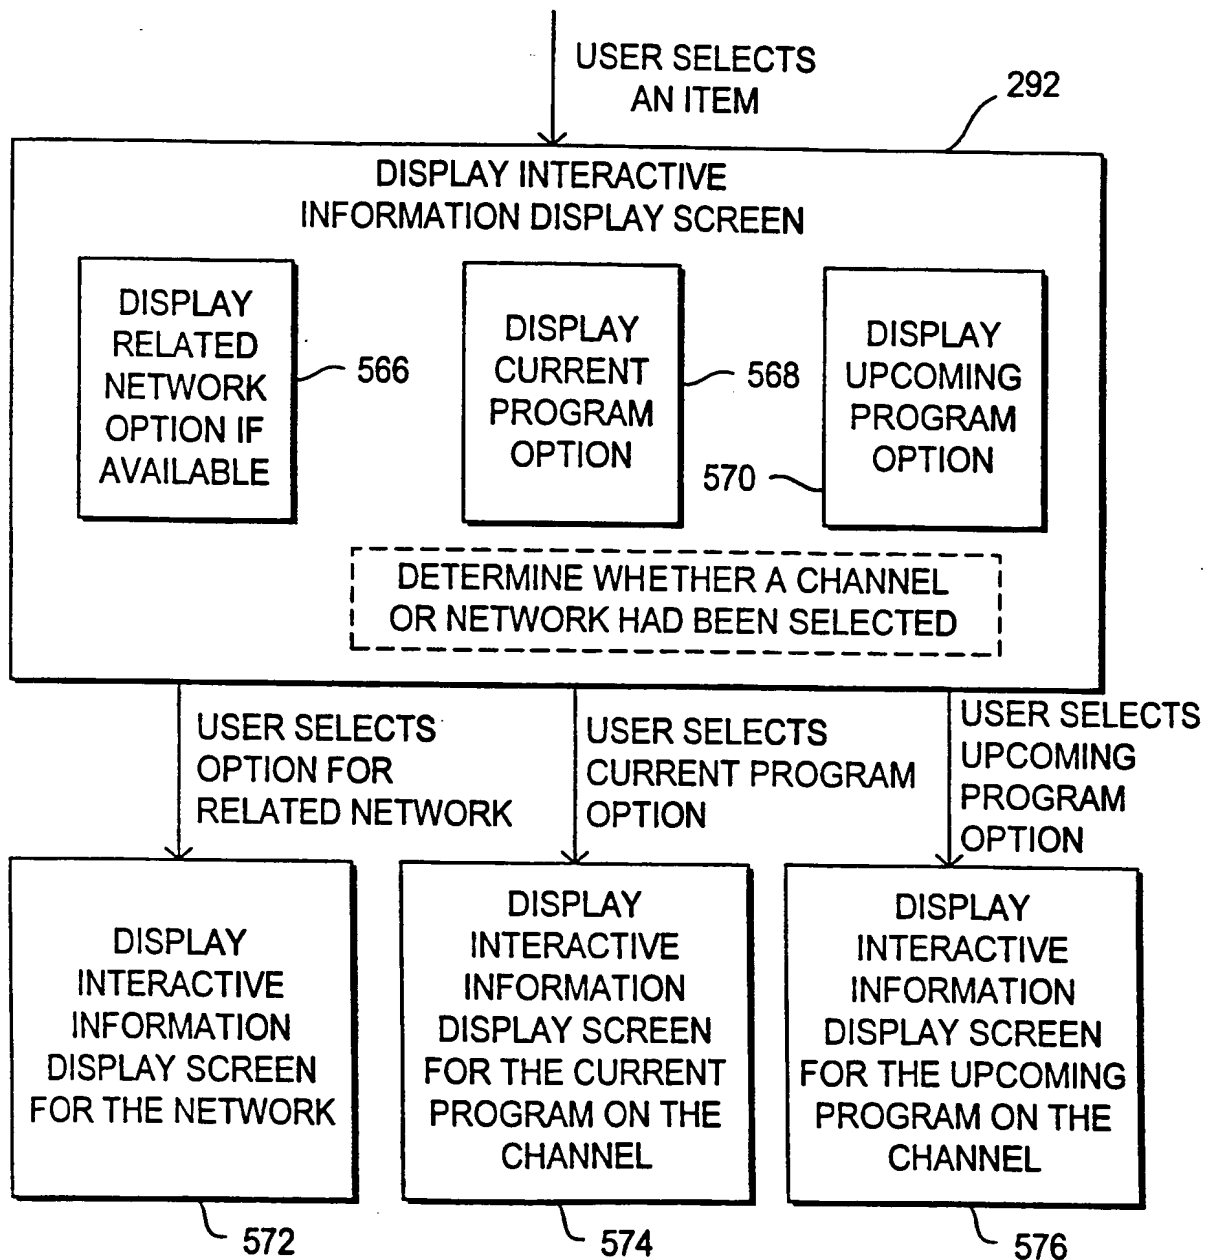 USER SELECTS
AN ITEM
292
DISPLAY INTERACTIVE
INFORMATION DISPLAY SCREEN
DISPLAY
RELATED
NETWORK
OPTION IF
AVAILABLE
566
DISPLAY
CURRENT
PROGRAM
OPTION
568
DISPLAY
UPCOMING
PROGRAM
OPTION
570
DETERMINE WHETHER A CHANNEL
OR NETWORK HAD BEEN SELECTED
USER SELECTS
OPTION FOR
RELATED NETWORK
USER SELECTS
CURRENT PROGRAM
OPTION
USER SELECTS
UPCOMING
PROGRAM
OPTION
DISPLAY
INTERACTIVE
INFORMATION
DISPLAY SCREEN
FOR THE NETWORK
572
DISPLAY
INTERACTIVE
INFORMATION
DISPLAY SCREEN
FOR THE CURRENT
PROGRAM ON THE
CHANNEL
574
DISPLAY
INTERACTIVE
INFORMATION
DISPLAY SCREEN
FOR THE UPCOMING
PROGRAM ON THE
CHANNEL
576